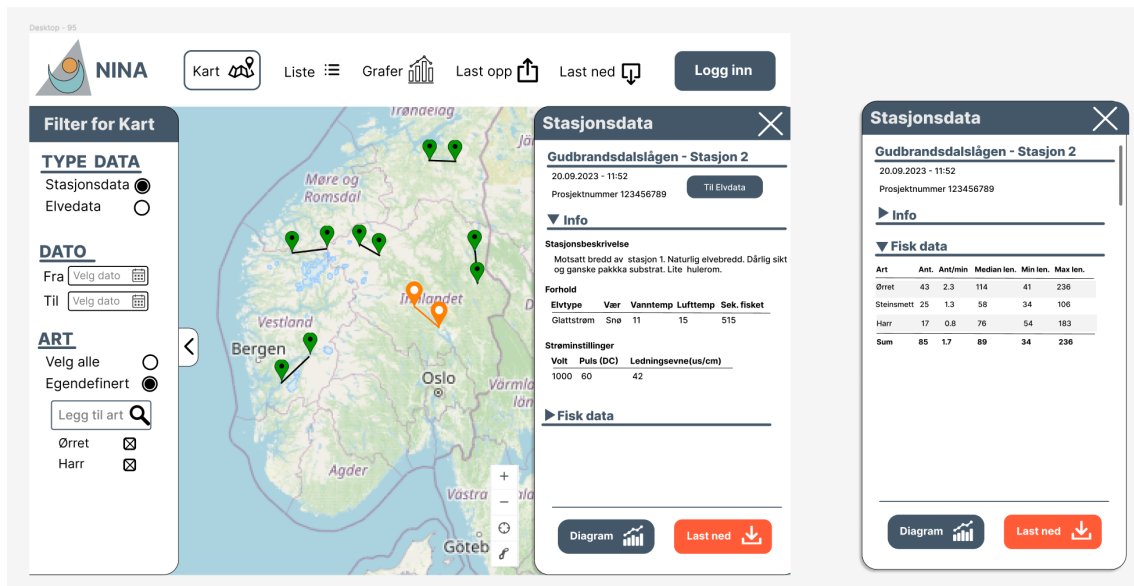 Desktop - 95
NINA
Kart
Liste
Grafer
Last opp
Last ned
Logg inn
Filter for Kart
TYPE DATA
Stasjonsdata
Elvedata
DATO
Fra Velg dato
Til Velg dato
ART
Velg alle
Egendefinert
Legg til art
Ørret
Harr
Trøndelag
Møre og
Romsdal
Innlandet
Vestland
Bergen
Oslo
Värmla
län
Agder
Västra
Göteb
+
−
Stasjonsdata
Gudbrandsdalslågen - Stasjon 2
20.09.2023 - 11:52
Prosjektnummer 123456789
Til Elvdata
Info
Stasjonsbeskrivelse
Motsatt bredd av stasjon 1. Naturlig elvebredd. Dårlig sikt
og ganske pakkka substrat. Lite hulerom.
Forhold
Elvtype Vær Vanntemp Lufttemp Sek. fisket
Glattstrøm Snø 11 15 515
Strøminstillinger
Volt Puls (DC) Ledningsevne(us/cm)
1000 60 42
Fisk data
Diagram
Last ned
Stasjonsdata
Gudbrandsdalslågen - Stasjon 2
20.09.2023 - 11:52
Prosjektnummer 123456789
Info
Fisk data
Art Ant. Ant/min Median len. Min len. Max len.
Ørret 43 2.3 114 41 236
Steinsmett 25 1.3 58 34 106
Harr 17 0.8 76 54 183
Sum 85 1.7 89 34 236
Diagram
Last ned